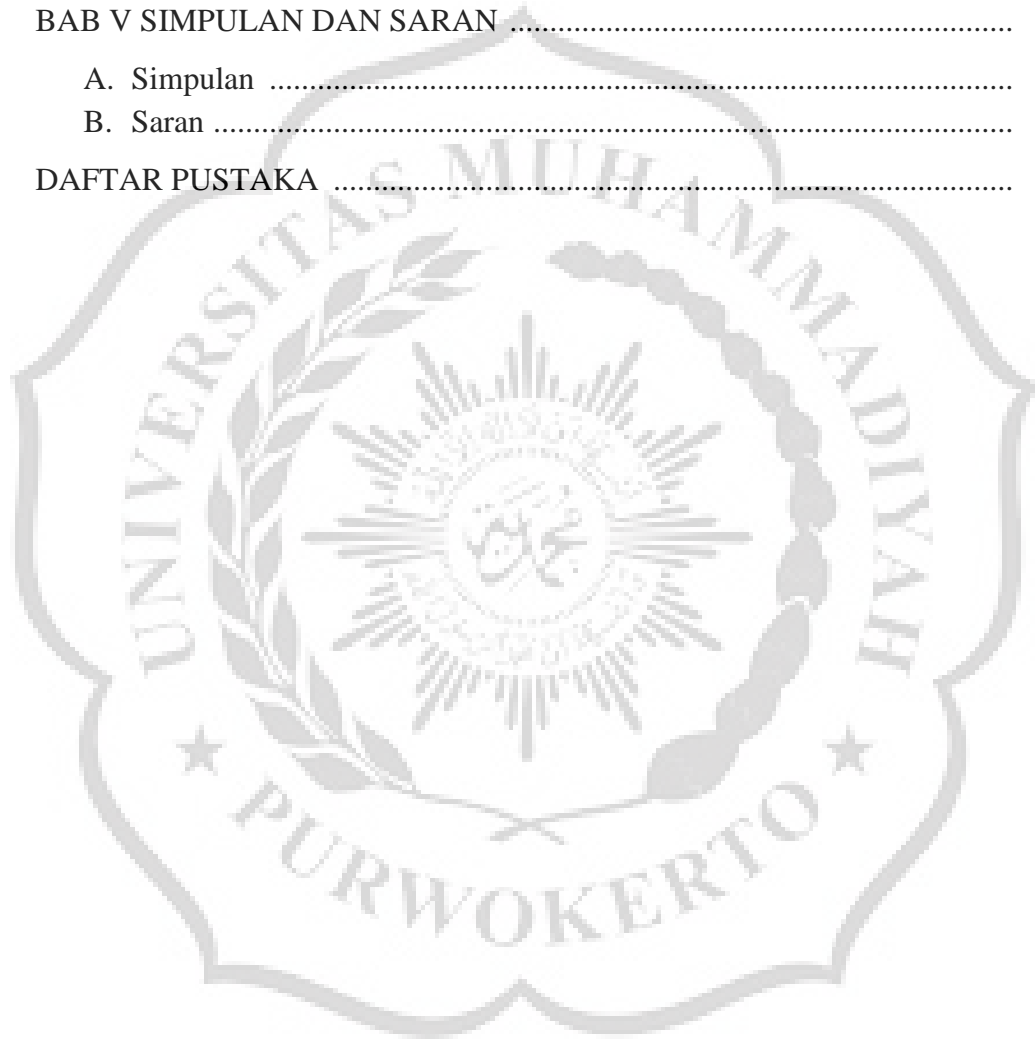 BAB V SIMPULAN DAN SARAN ......................................................
A. Simpulan ................................................................................
B. Saran ......................................................................................
DAFTAR PUSTAKA .........................................................................
UNIVERSITAS MUHAMMADIYAH
PURWOKERTO